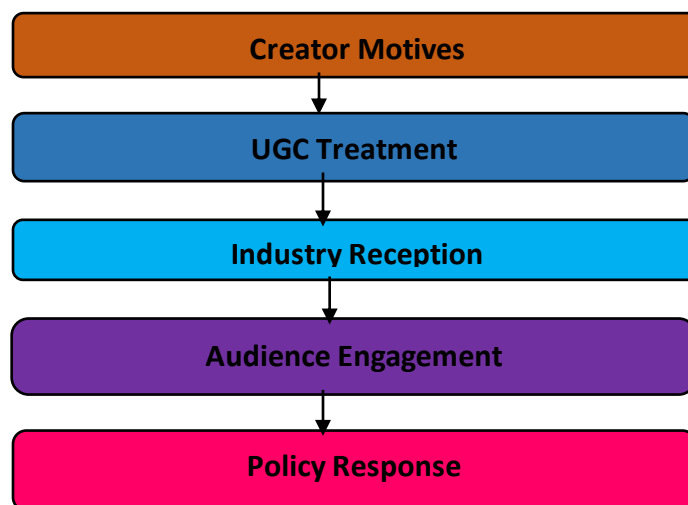 Creator Motives
UGC Treatment
Industry Reception
Audience Engagement
Policy Response